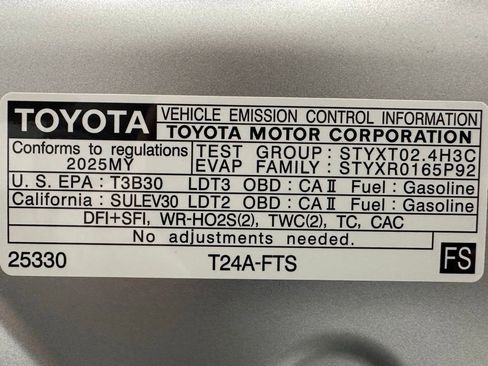 TOYOTA VEHICLE EMISSION CONTROL INFORMATION
TOYOTA MOTOR CORPORATION
Conforms to regulations TEST GROUP : STYXT02.4H3C
2025MY EVAP FAMILY : STYXR0165P92
U. S. EPA : T3B30 LDT3 OBD : CA II Fuel : Gasoline
California : SULEV30 LDT2 OBD : CA II Fuel : Gasoline
DFI+SFI, WR-HO2S(2), TWC(2), TC, CAC
No adjustments needed.
25330 T24A-FTS FS